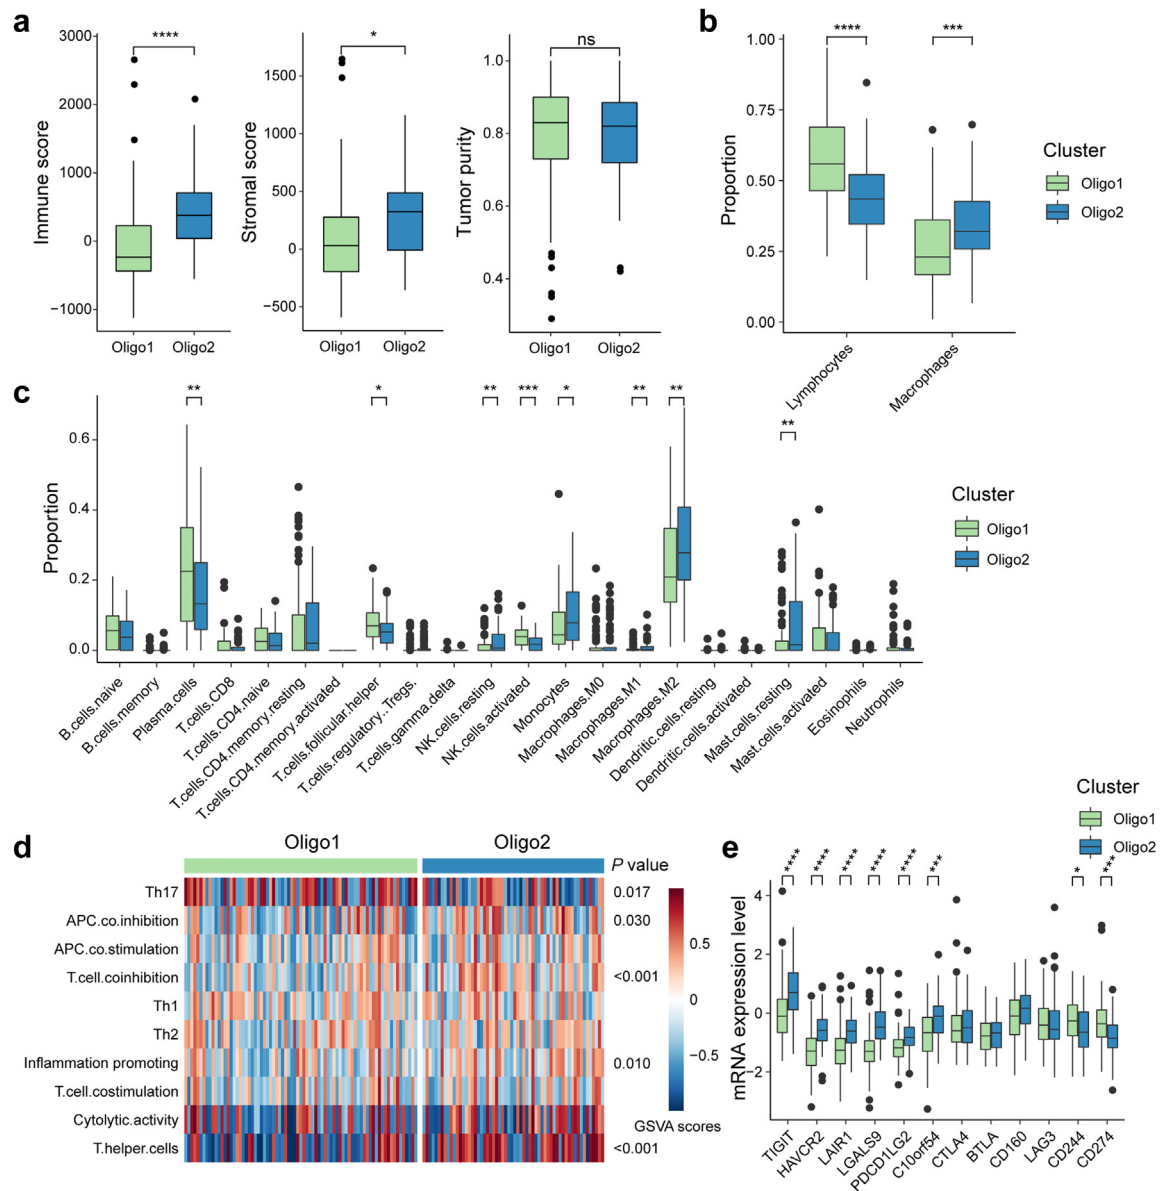 a
3000
2000
1000
0
−1000
Immune score
****
Oligo1
Oligo2
1500
1000
500
0
−500
Stromal score
*
Oligo1
Oligo2
1.0
0.8
0.6
0.4
Tumor purity
ns
Oligo1
Oligo2
b
1.00
0.75
0.50
0.25
0.00
Proportion
****
***
Lymphocytes
Macrophages
Cluster
Oligo1
Oligo2
c
0.6
0.4
0.2
0.0
Proportion
**
*
**
***
*
**
**
**
B.cells.naive
B.cells.memory
Plasma.cells
T.cells.CD8
T.cells.CD4.naive
T.cells.CD4.memory.resting
T.cells.CD4.memory.activated
T.cells.follicular.helper
T.cells.regulatory..Tregs.
T.cells.gamma.delta
NK.cells.resting
NK.cells.activated
Monocytes
Macrophages.M0
Macrophages.M1
Macrophages.M2
Dendritic.cells.resting
Dendritic.cells.activated
Mast.cells.resting
Mast.cells.activated
Eosinophils
Neutrophils
Cluster
Oligo1
Oligo2
d
Oligo1
Oligo2
P value
Th17
0.017
APC.co.inhibition
0.030
APC.co.stimulation
T.cell.coinhibition
<0.001
Th1
Th2
Inflammation promoting
0.010
T.cell.costimulation
Cytolytic.activity
T.helper.cells
<0.001
0.5
0
−0.5
GSVA scores
e
Cluster
Oligo1
Oligo2
4
2
0
−2
mRNA expression level
****
****
****
****
****
****
*
***
TIGIT
HAVCR2
LAIR1
LGALS9
PDCD1LG2
C10orf54
CTLA4
BTLA
CD160
LAG3
CD244
CD274